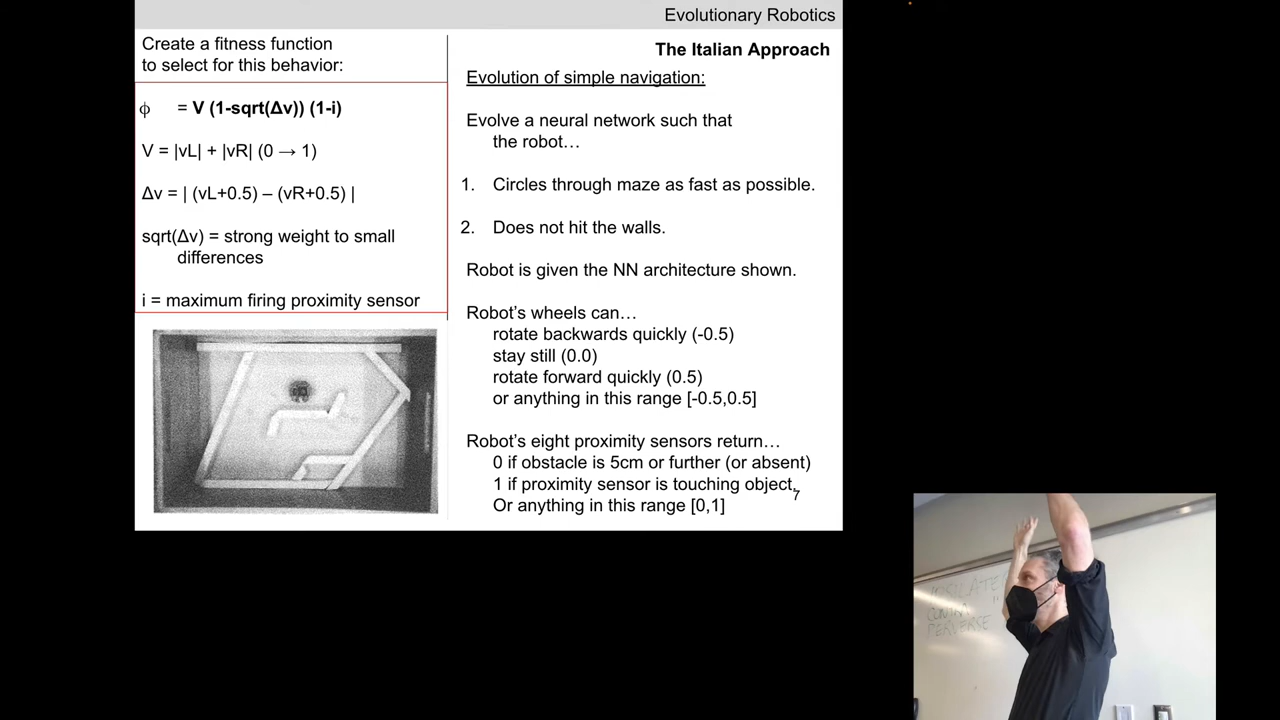 Evolutionary Robotics
Create a fitness function
to select for this behavior:
ϕ = V (1-sqrt(Δv)) (1-i)
V = |vL| + |vR| (0 → 1)
Δv = | (vL+0.5) – (vR+0.5) |
sqrt(Δv) = strong weight to small
differences
i = maximum firing proximity sensor
The Italian Approach
Evolution of simple navigation:
Evolve a neural network such that
the robot…
1. Circles through maze as fast as possible.
2. Does not hit the walls.
Robot is given the NN architecture shown.
Robot’s wheels can…
rotate backwards quickly (-0.5)
stay still (0.0)
rotate forward quickly (0.5)
or anything in this range [-0.5,0.5]
Robot’s eight proximity sensors return…
0 if obstacle is 5cm or further (or absent)
1 if proximity sensor is touching object.
Or anything in this range [0,1]
7
PERVERSE